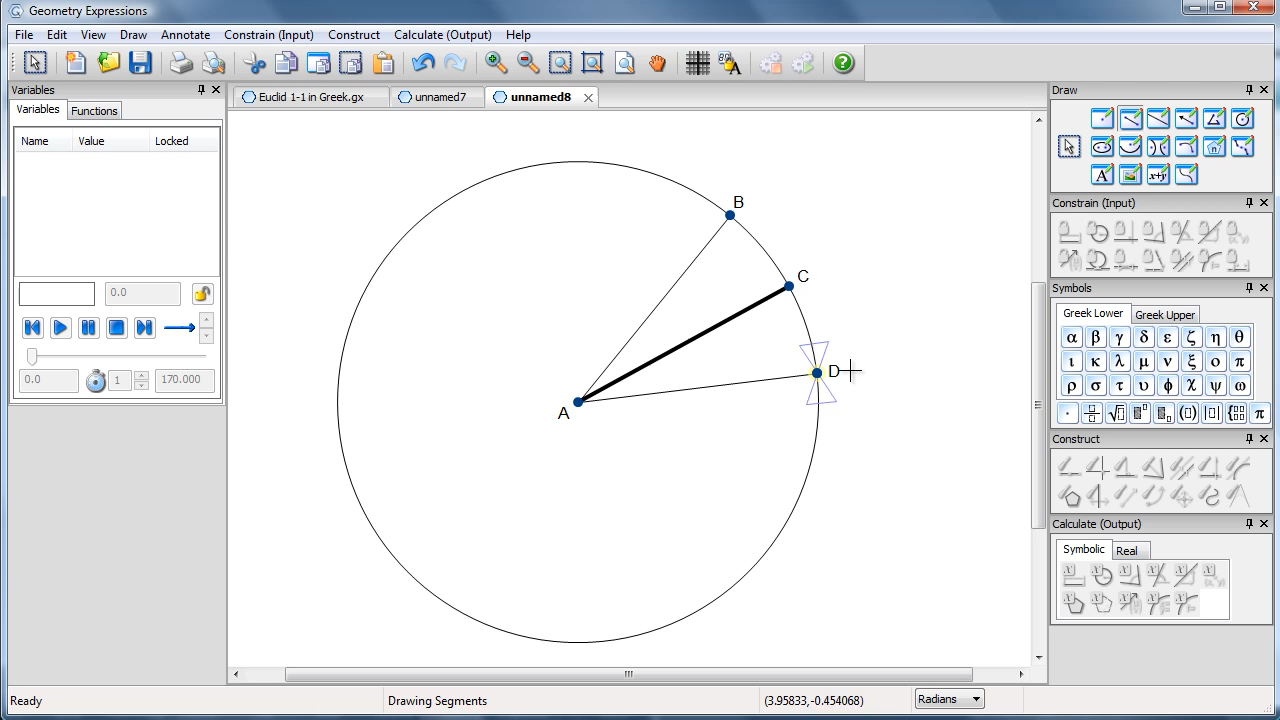 Geometry Expressions
File Edit View Draw Annotate Constrain (Input) Construct Calculate (Output) Help
Variables
Variables Functions
Name Value Locked
0.0
0.0 1 170.000
Euclid 1-1 in Greek.gx unnamed7 unnamed8
B
C
D
A
Draw
A x+y
Constrain (Input)
Symbols
Greek Lower Greek Upper
α β γ δ ε ζ η θ
ι κ λ μ ν ξ ο π
ρ σ τ υ ϕ χ ψ ω
π
Construct
Calculate (Output)
Symbolic Real
Ready Drawing Segments (3.95833,-0.454068) Radians